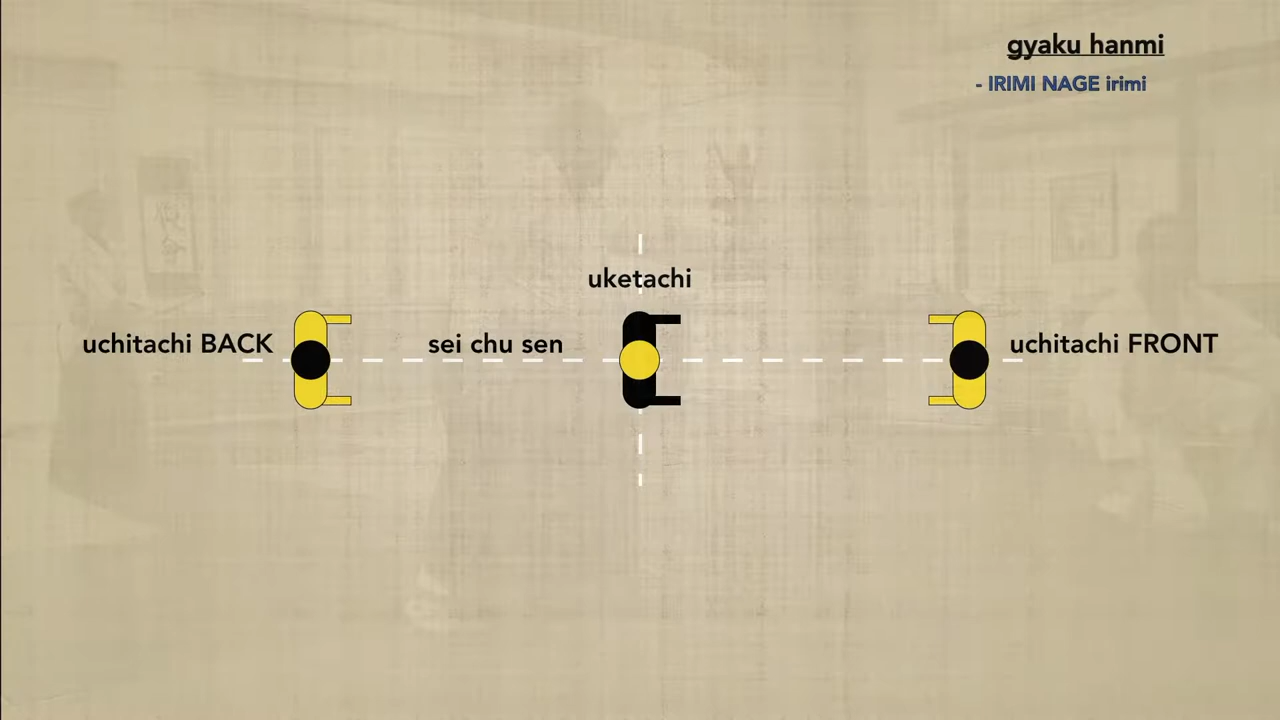 gyaku hanmi
- IRIMI NAGE irimi
uketachi
uchitachi BACK
sei chu sen
uchitachi FRONT